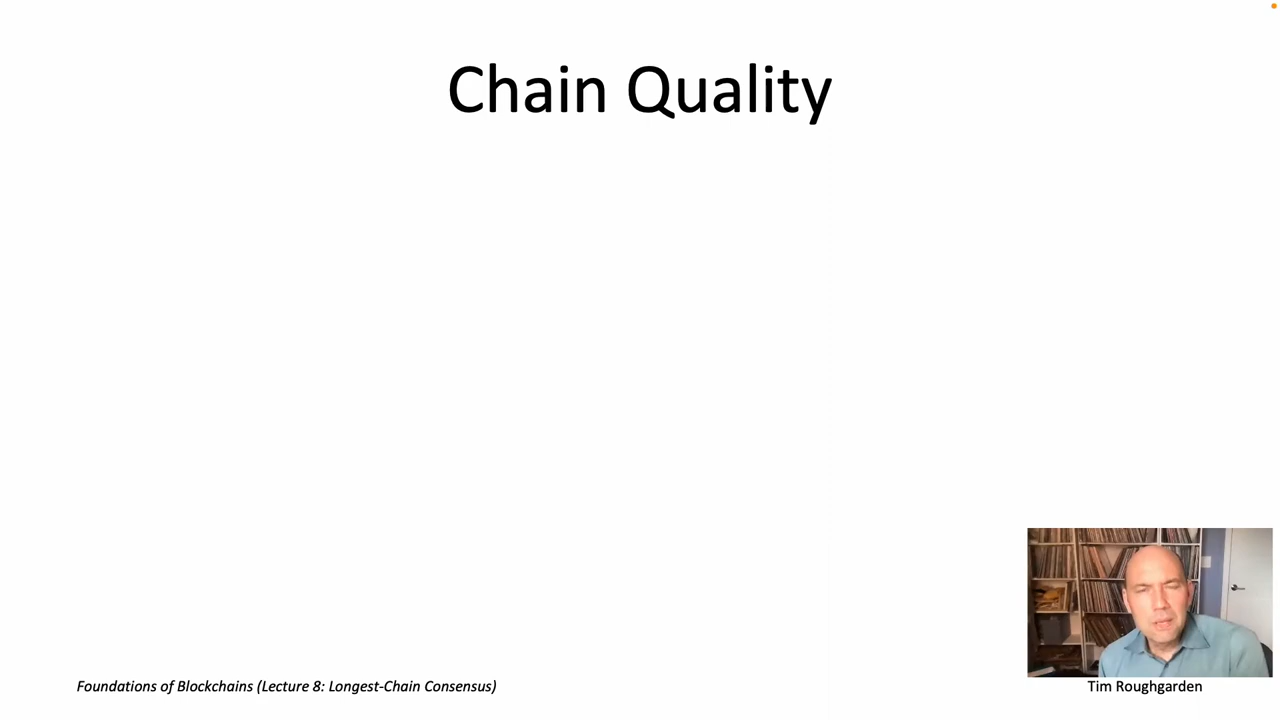 Chain Quality
Foundations of Blockchains (Lecture 8: Longest-Chain Consensus)
Tim Roughgarden